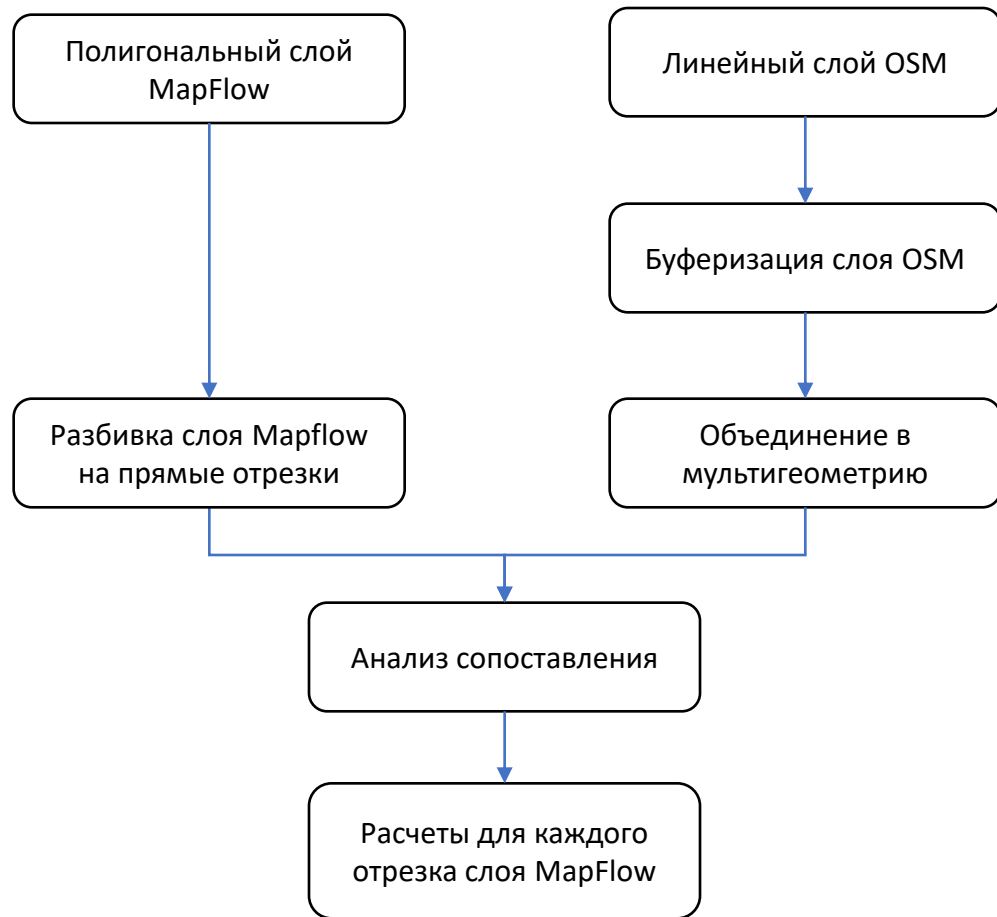 Полигональный слой
MapFlow
Линейный слой OSM
Буферизация слоя OSM
Разбивка слоя Mapflow
на прямые отрезки
Объединение в
мультигеометрию
Анализ сопоставления
Расчеты для каждого
отрезка слоя MapFlow